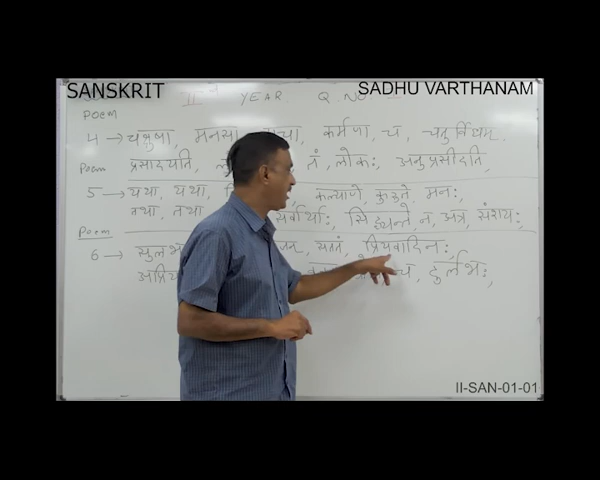 SANSKRIT
SADHU VARTHANAM
II YEAR. Q. NO.
Poem
4 → चक्षुषा, मनसा, वाचा, कर्मणा, च, चतुर्विधम्,
Poem प्रसादयति, तं, लोकः, अनुप्रसीदति,
5 → यथा, यथा, कल्याणे, कुरुते, मनः,
तथा, तथा सर्वार्थाः, सिद्ध्यन्ते, न, अत्र, संशयः,
Poem
6 → सततं, प्रियवादिनः
अप्रिय च, दुर्लभः,
II-SAN-01-01